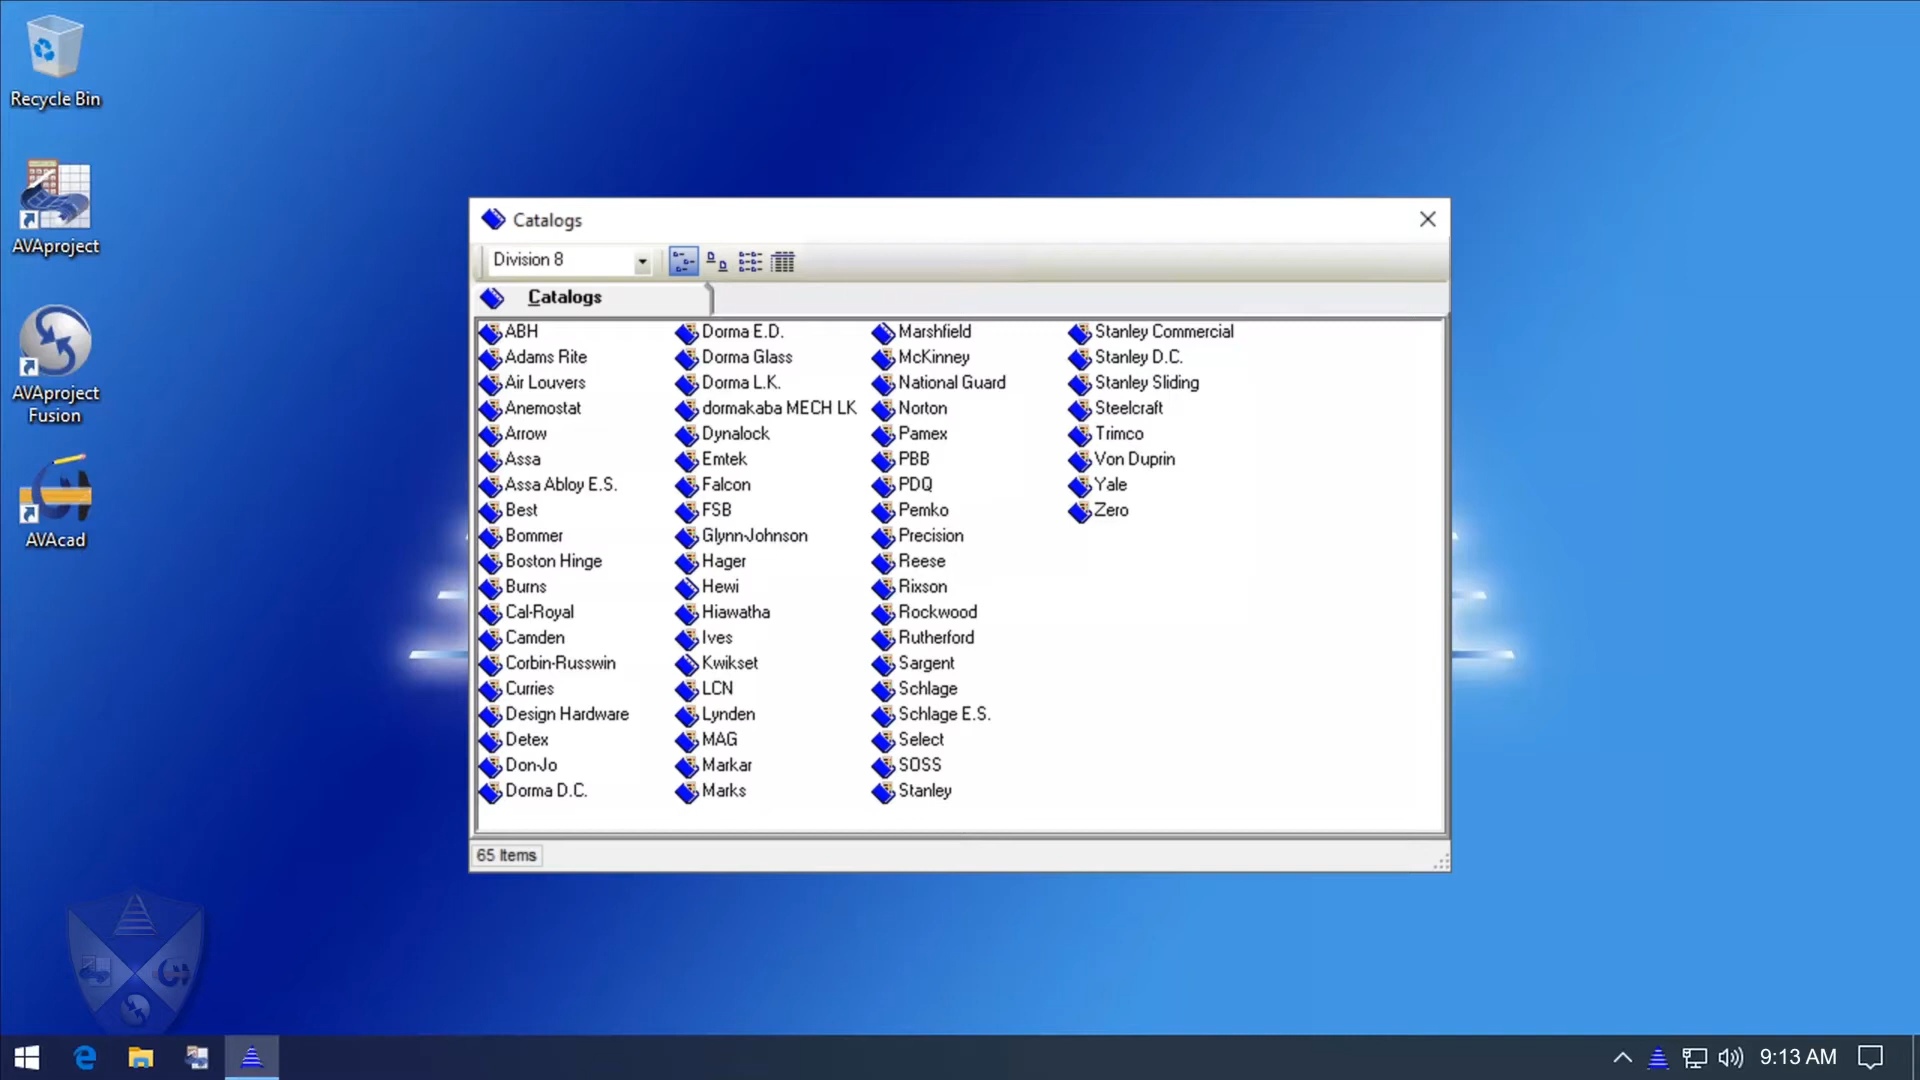 Recycle Bin
AVAproject
AVAproject
Fusion
AVAcad
Catalogs
Division 8
Catalogs
ABH
Adams Rite
Air Louvers
Anemostat
Arrow
Assa
Assa Abloy E.S.
Best
Bommer
Boston Hinge
Burns
Cal-Royal
Camden
Corbin-Russwin
Curries
Design Hardware
Detex
Don-Jo
Dorma D.C.
Dorma E.D.
Dorma Glass
Dorma L.K.
dormakaba MECH LK
Dynalock
Emtek
Falcon
FSB
Glynn-Johnson
Hager
Hewi
Hiawatha
Ives
Kwikset
LCN
Lynden
MAG
Markar
Marks
Marshfield
McKinney
National Guard
Norton
Pamex
PBB
PDQ
Pemko
Precision
Reese
Rixson
Rockwood
Rutherford
Sargent
Schlage
Schlage E.S.
Select
SOSS
Stanley
Stanley Commercial
Stanley D.C.
Stanley Sliding
Steelcraft
Trimco
Von Duprin
Yale
Zero
65 Items
9:13 AM